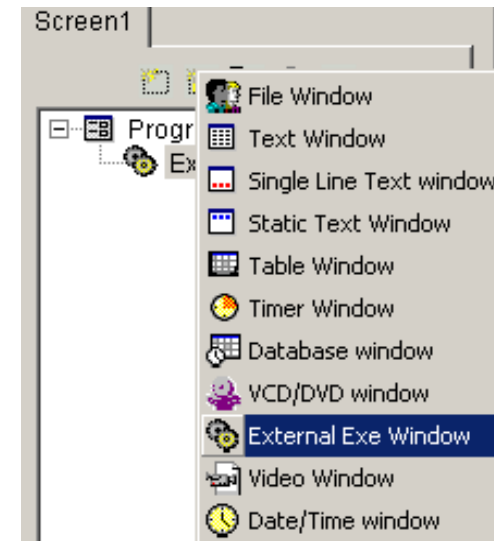 Screen1
Progr
Ex
File Window
Text Window
Single Line Text window
Static Text Window
Table Window
Timer Window
Database window
VCD/DVD window
External Exe Window
Video Window
Date/Time window